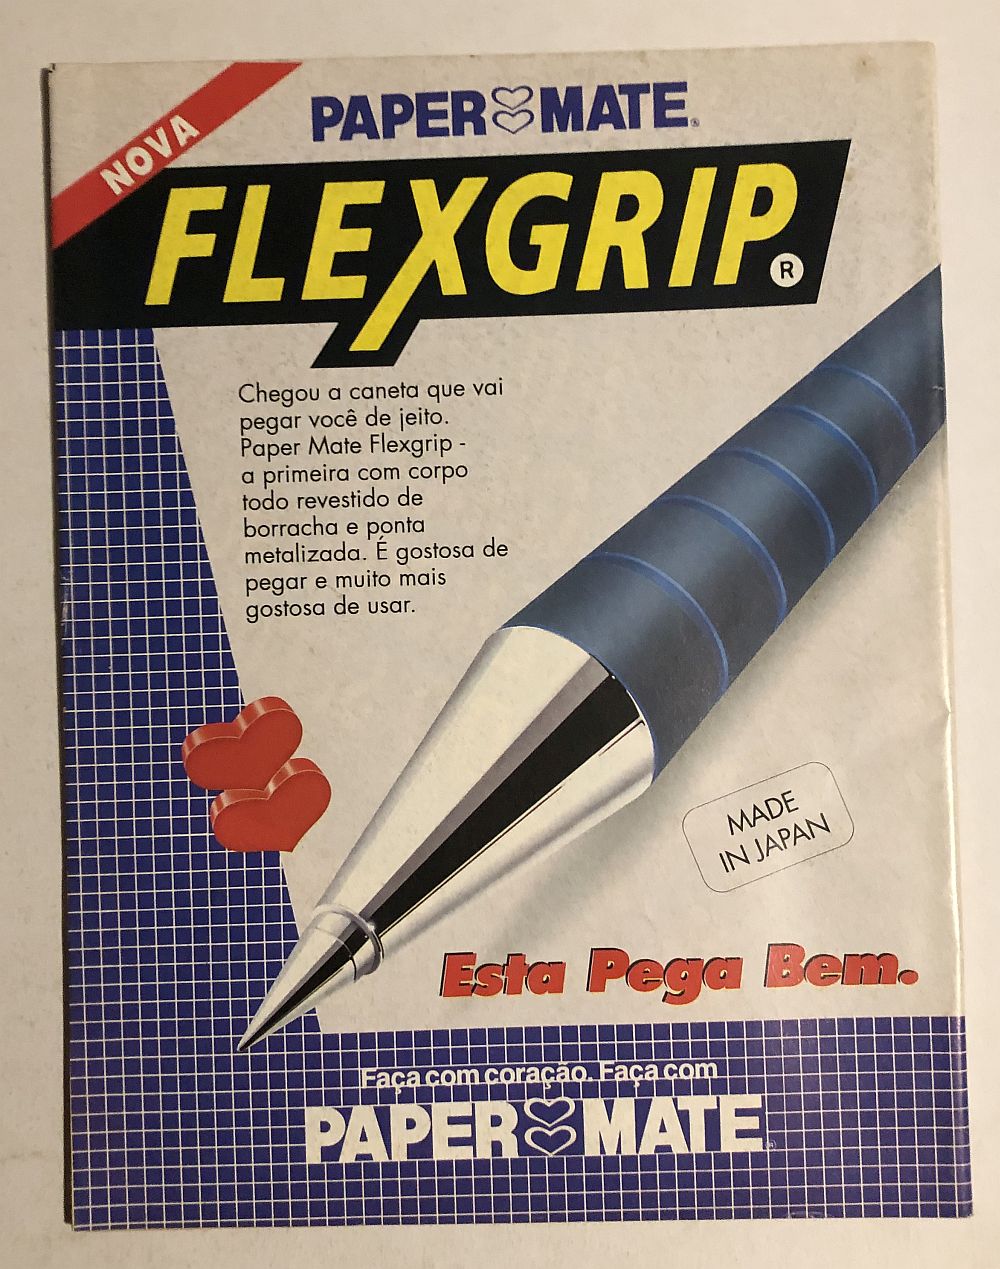 NOVA
PAPER MATE®
FLEXGRIP®
Chegou a caneta que vai
pegar você de jeito.
Paper Mate Flexgrip -
a primeira com corpo
todo revestido de
borracha e ponta
metalizada. É gostosa de
pegar e muito mais
gostosa de usar.
MADE
IN JAPAN
Esta Pega Bem.
Faça com coração. Faça com
PAPER MATE®